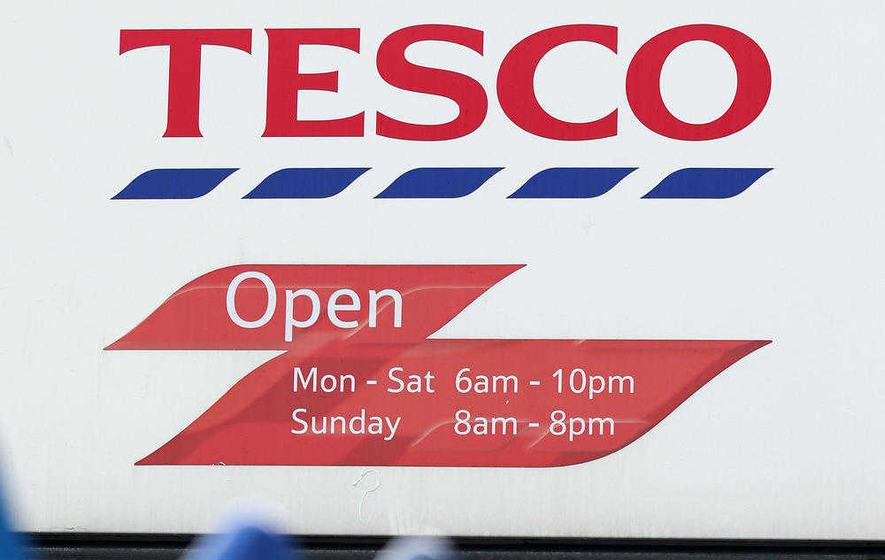 TESCO
Open
Mon - Sat 6am - 10pm
Sunday 8am - 8pm